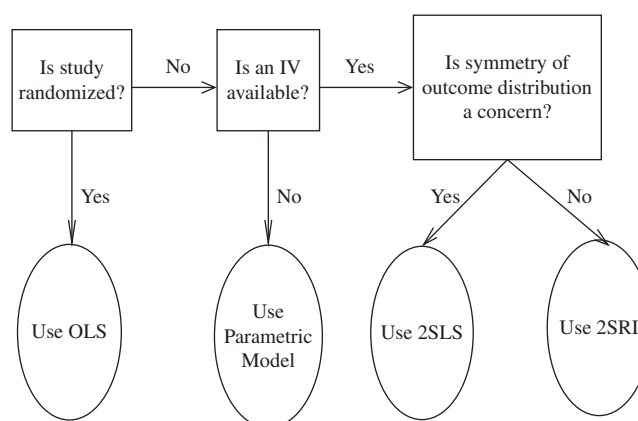 Is study
randomized?
No
Is an IV
available?
Yes
Is symmetry of
outcome distribution
a concern?
Yes
No
Yes
No
Use OLS
Use
Parametric
Model
Use 2SLS
Use 2SRI